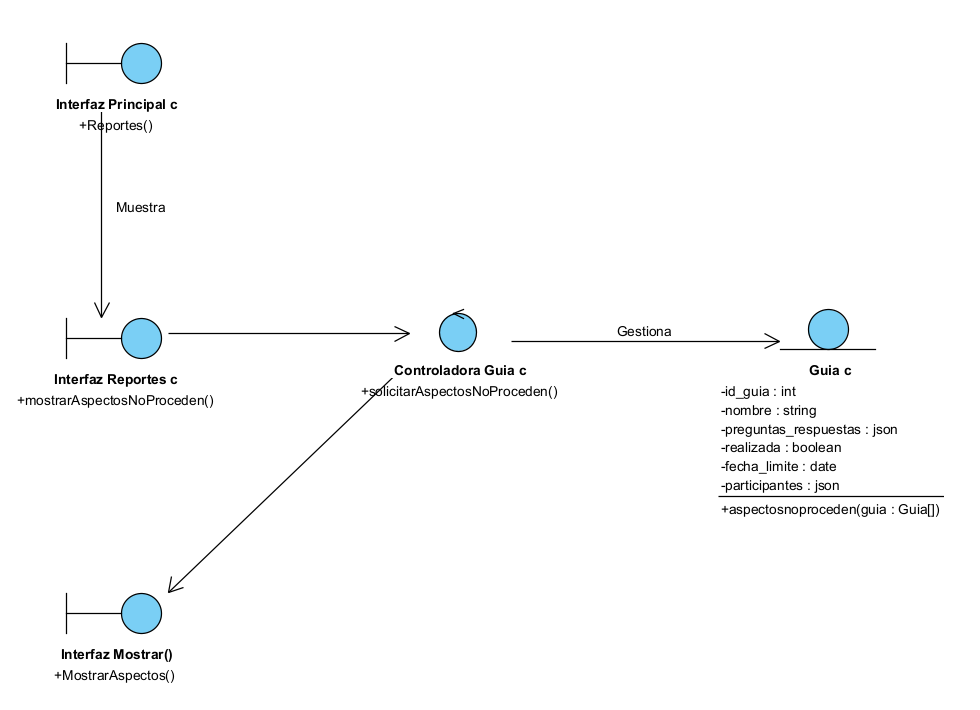 Interfaz Principal c
+Reportes()
Muestra
Interfaz Reportes c
+mostrarAspectosNoProceden()
Controladora Guia c
+solicitarAspectosNoProceden()
Gestiona
Guia c
-id_guia : int
-nombre : string
-preguntas_respuestas : json
-realizada : boolean
-fecha_limite : date
-participantes : json
+aspectosnoproceden(guia : Guia[])
Interfaz Mostrar()
+MostrarAspectos()